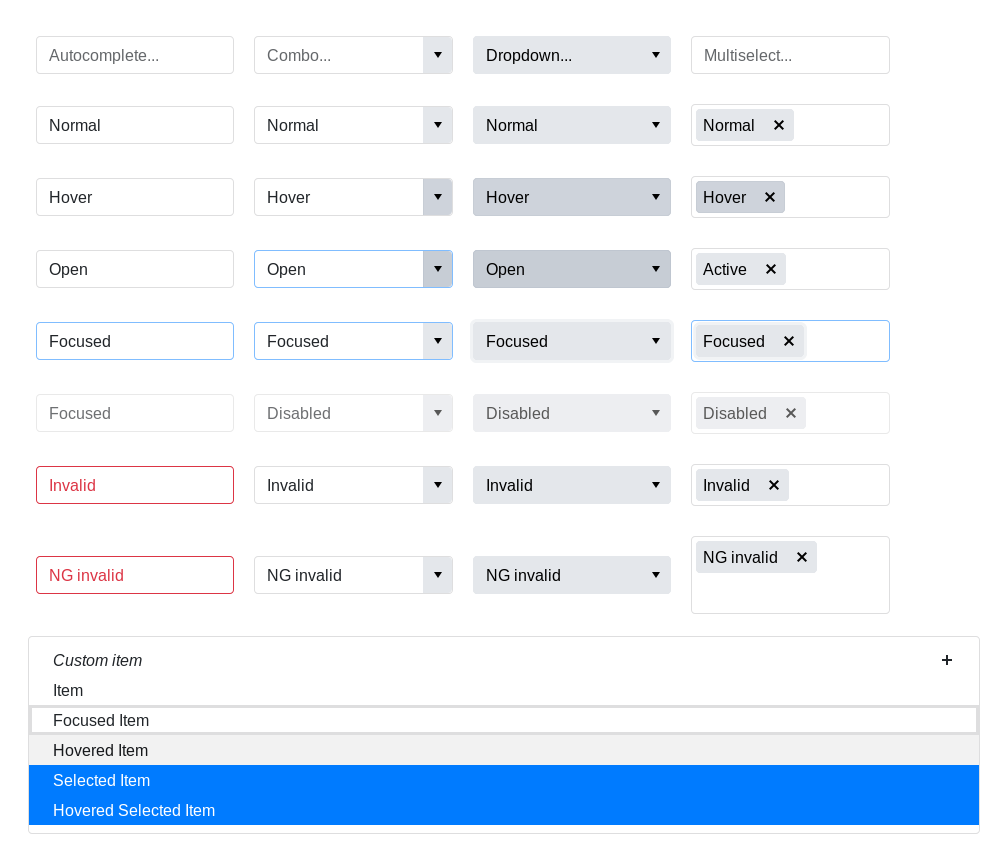 Autocomplete... Combo... Dropdown... Multiselect...
Normal Normal Normal Normal
Hover Hover Hover Hover
Open Open Open Active
Focused Focused Focused Focused
Focused Disabled Disabled Disabled
Invalid Invalid Invalid Invalid
NG invalid NG invalid NG invalid NG invalid
Custom item
Item
Focused Item
Hovered Item
Selected Item
Hovered Selected Item